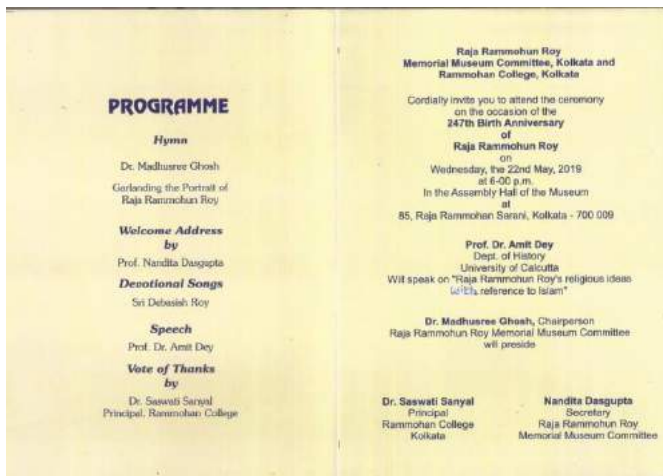 PROGRAMME
Hymn
Dr. Madhusree Ghosh
Garlanding the Portrait of
Raja Rammohun Roy
Welcome Address
by
Prof. Nandita Dasgupta
Devotional Songs
Sri Debasish Roy
Speech
Prof. Dr. Amit Dey
Vote of Thanks
by
Dr. Saswati Sanyal
Principal, Rammohan College
Raja Rammohun Roy
Memorial Museum Committee, Kolkata and
Rammohan College, Kolkata
Cordially invite you to attend the ceremony
on the occasion of the
247th Birth Anniversary
of
Raja Rammohun Roy
on
Wednesday, the 22nd May, 2019
at 6-00 p.m.
In the Assembly Hall of the Museum
at
85, Raja Rammohan Sarani, Kolkata - 700 009
Prof. Dr. Amit Dey
Dept. of History
University of Calcutta
Will speak on "Raja Rammohun Roy's religious ideas
with reference to Islam"
Dr. Madhusree Ghosh, Chairperson
Raja Rammohun Roy Memorial Museum Committee
will preside
Dr. Saswati Sanyal
Principal
Rammohan College
Kolkata
Nandita Dasgupta
Secretary
Raja Rammohun Roy
Memorial Museum Committee